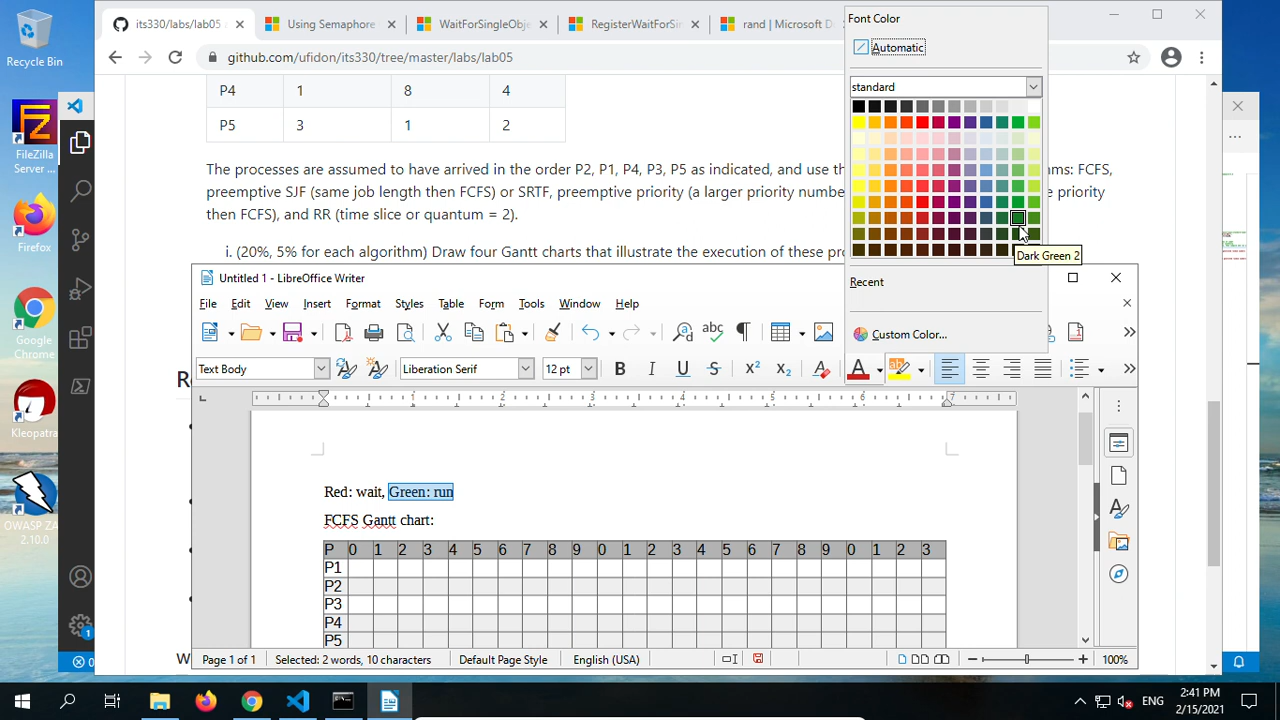 Recycle Bin
FileZilla
Server ...
Firefox
Google
Chrome
Kleopatra
OWASP ZA
2.10.0
its330/labs/lab05
Using Semaphore
WaitForSingleObje
RegisterWaitForSin
rand | Microsoft D
github.com/ufidon/its330/tree/master/labs/lab05
P4 1 8 4
P5 3 1 2
The processes are assumed to have arrived in the order P2, P1, P4, P3, P5 as indicated, and use th ms: FCFS,
preemptive SJF (same job length then FCFS) or SRTF, preemptive priority (a larger priority numbe e priority
then FCFS), and RR (time slice or quantum = 2).
i. (20%, 5% for each algorithm) Draw four Gantt charts that illustrate the execution of these pr
Font Color
Automatic
standard
Dark Green 2
Recent
Custom Color...
Untitled 1 - LibreOffice Writer
File Edit View Insert Format Styles Table Form Tools Window Help
Text Body Liberation Serif 12 pt
Red: wait, Green: run
FCFS Gantt chart:
P 0 1 2 3 4 5 6 7 8 9 0 1 2 3 4 5 6 7 8 9 0 1 2 3
P1
P2
P3
P4
P5
Page 1 of 1 Selected: 2 words, 10 characters Default Page Style English (USA) 100%
ENG
2:41 PM
2/15/2021